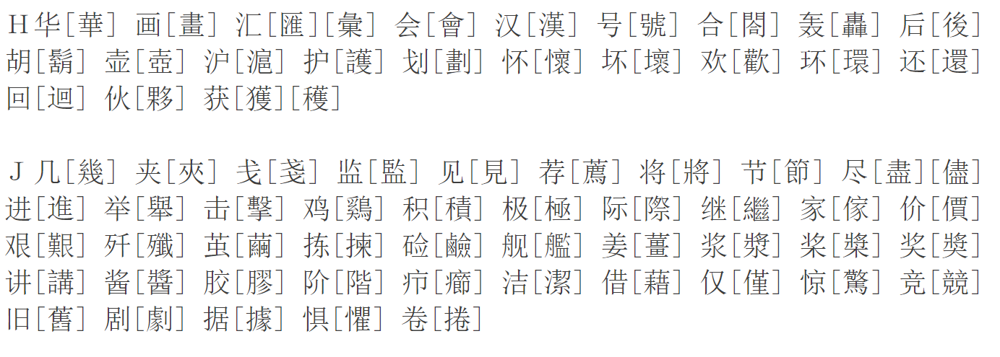 H华[華] 画[畫] 汇[匯][彙] 会[會] 汉[漢] 号[號] 合[閤] 轰[轟] 后[後]
胡[鬍] 壶[壺] 沪[滬] 护[護] 划[劃] 怀[懷] 坏[壞] 欢[歡] 环[環] 还[還]
回[迴] 伙[夥] 获[獲][穫]
J 几[幾] 夹[夾] 戋[戔] 监[監] 见[見] 荐[薦] 将[將] 节[節] 尽[盡][儘]
进[進] 举[舉] 击[擊] 鸡[鷄] 积[積] 极[極] 际[際] 继[繼] 家[傢] 价[價]
艰[艱] 歼[殲] 茧[繭] 拣[揀] 硷[鹼] 舰[艦] 姜[薑] 浆[漿] 桨[槳] 奖[獎]
讲[講] 酱[醬] 胶[膠] 阶[階] 疖[癤] 洁[潔] 借[藉] 仅[僅] 惊[驚] 竞[競]
旧[舊] 剧[劇] 据[據] 惧[懼] 卷[捲]